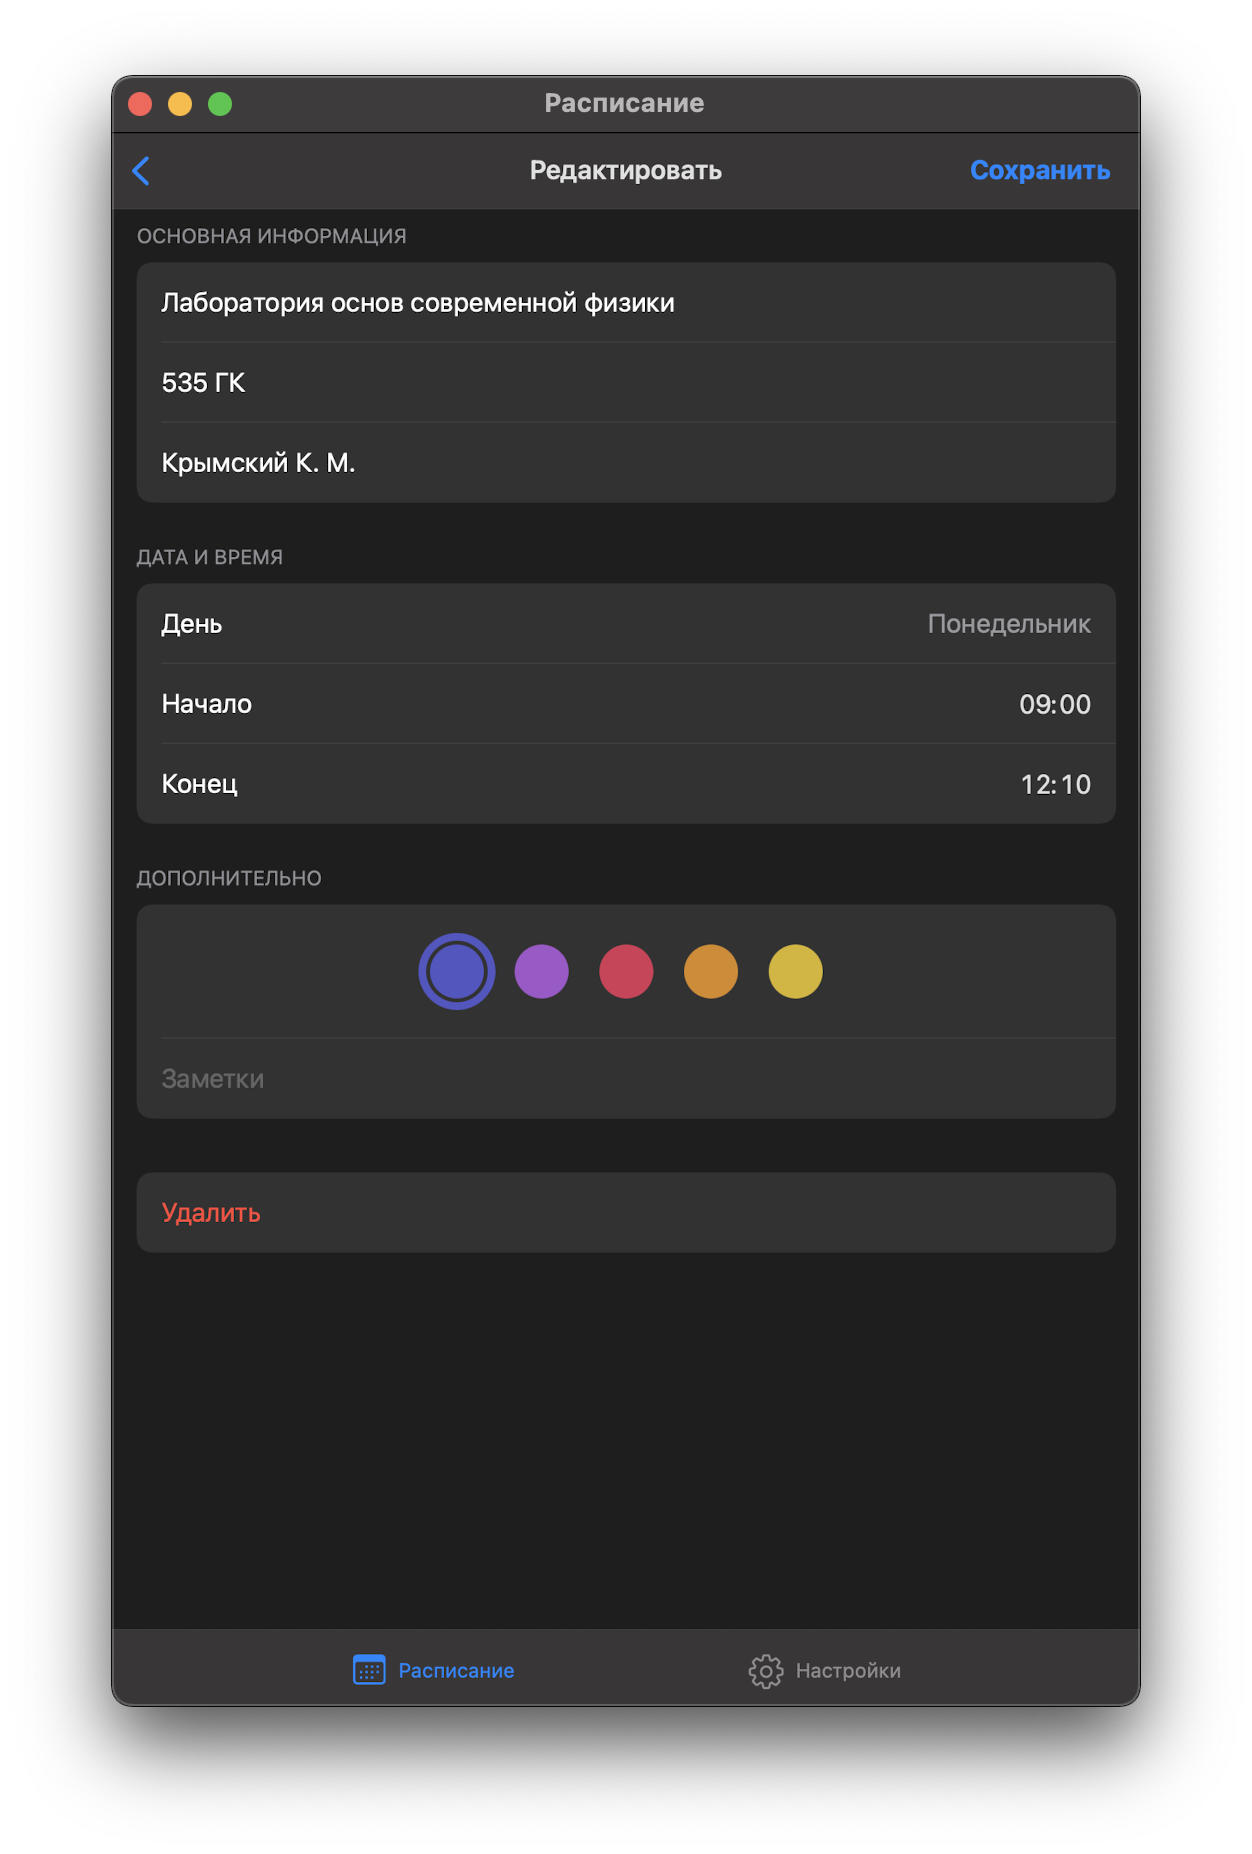 Расписание
Редактировать
Сохранить
ОСНОВНАЯ ИНФОРМАЦИЯ
Лаборатория основ современной физики
535 ГК
Крымский К. М.
ДАТА И ВРЕМЯ
День
Понедельник
Начало
09:00
Конец
12:10
ДОПОЛНИТЕЛЬНО
Заметки
Удалить
Расписание
Настройки